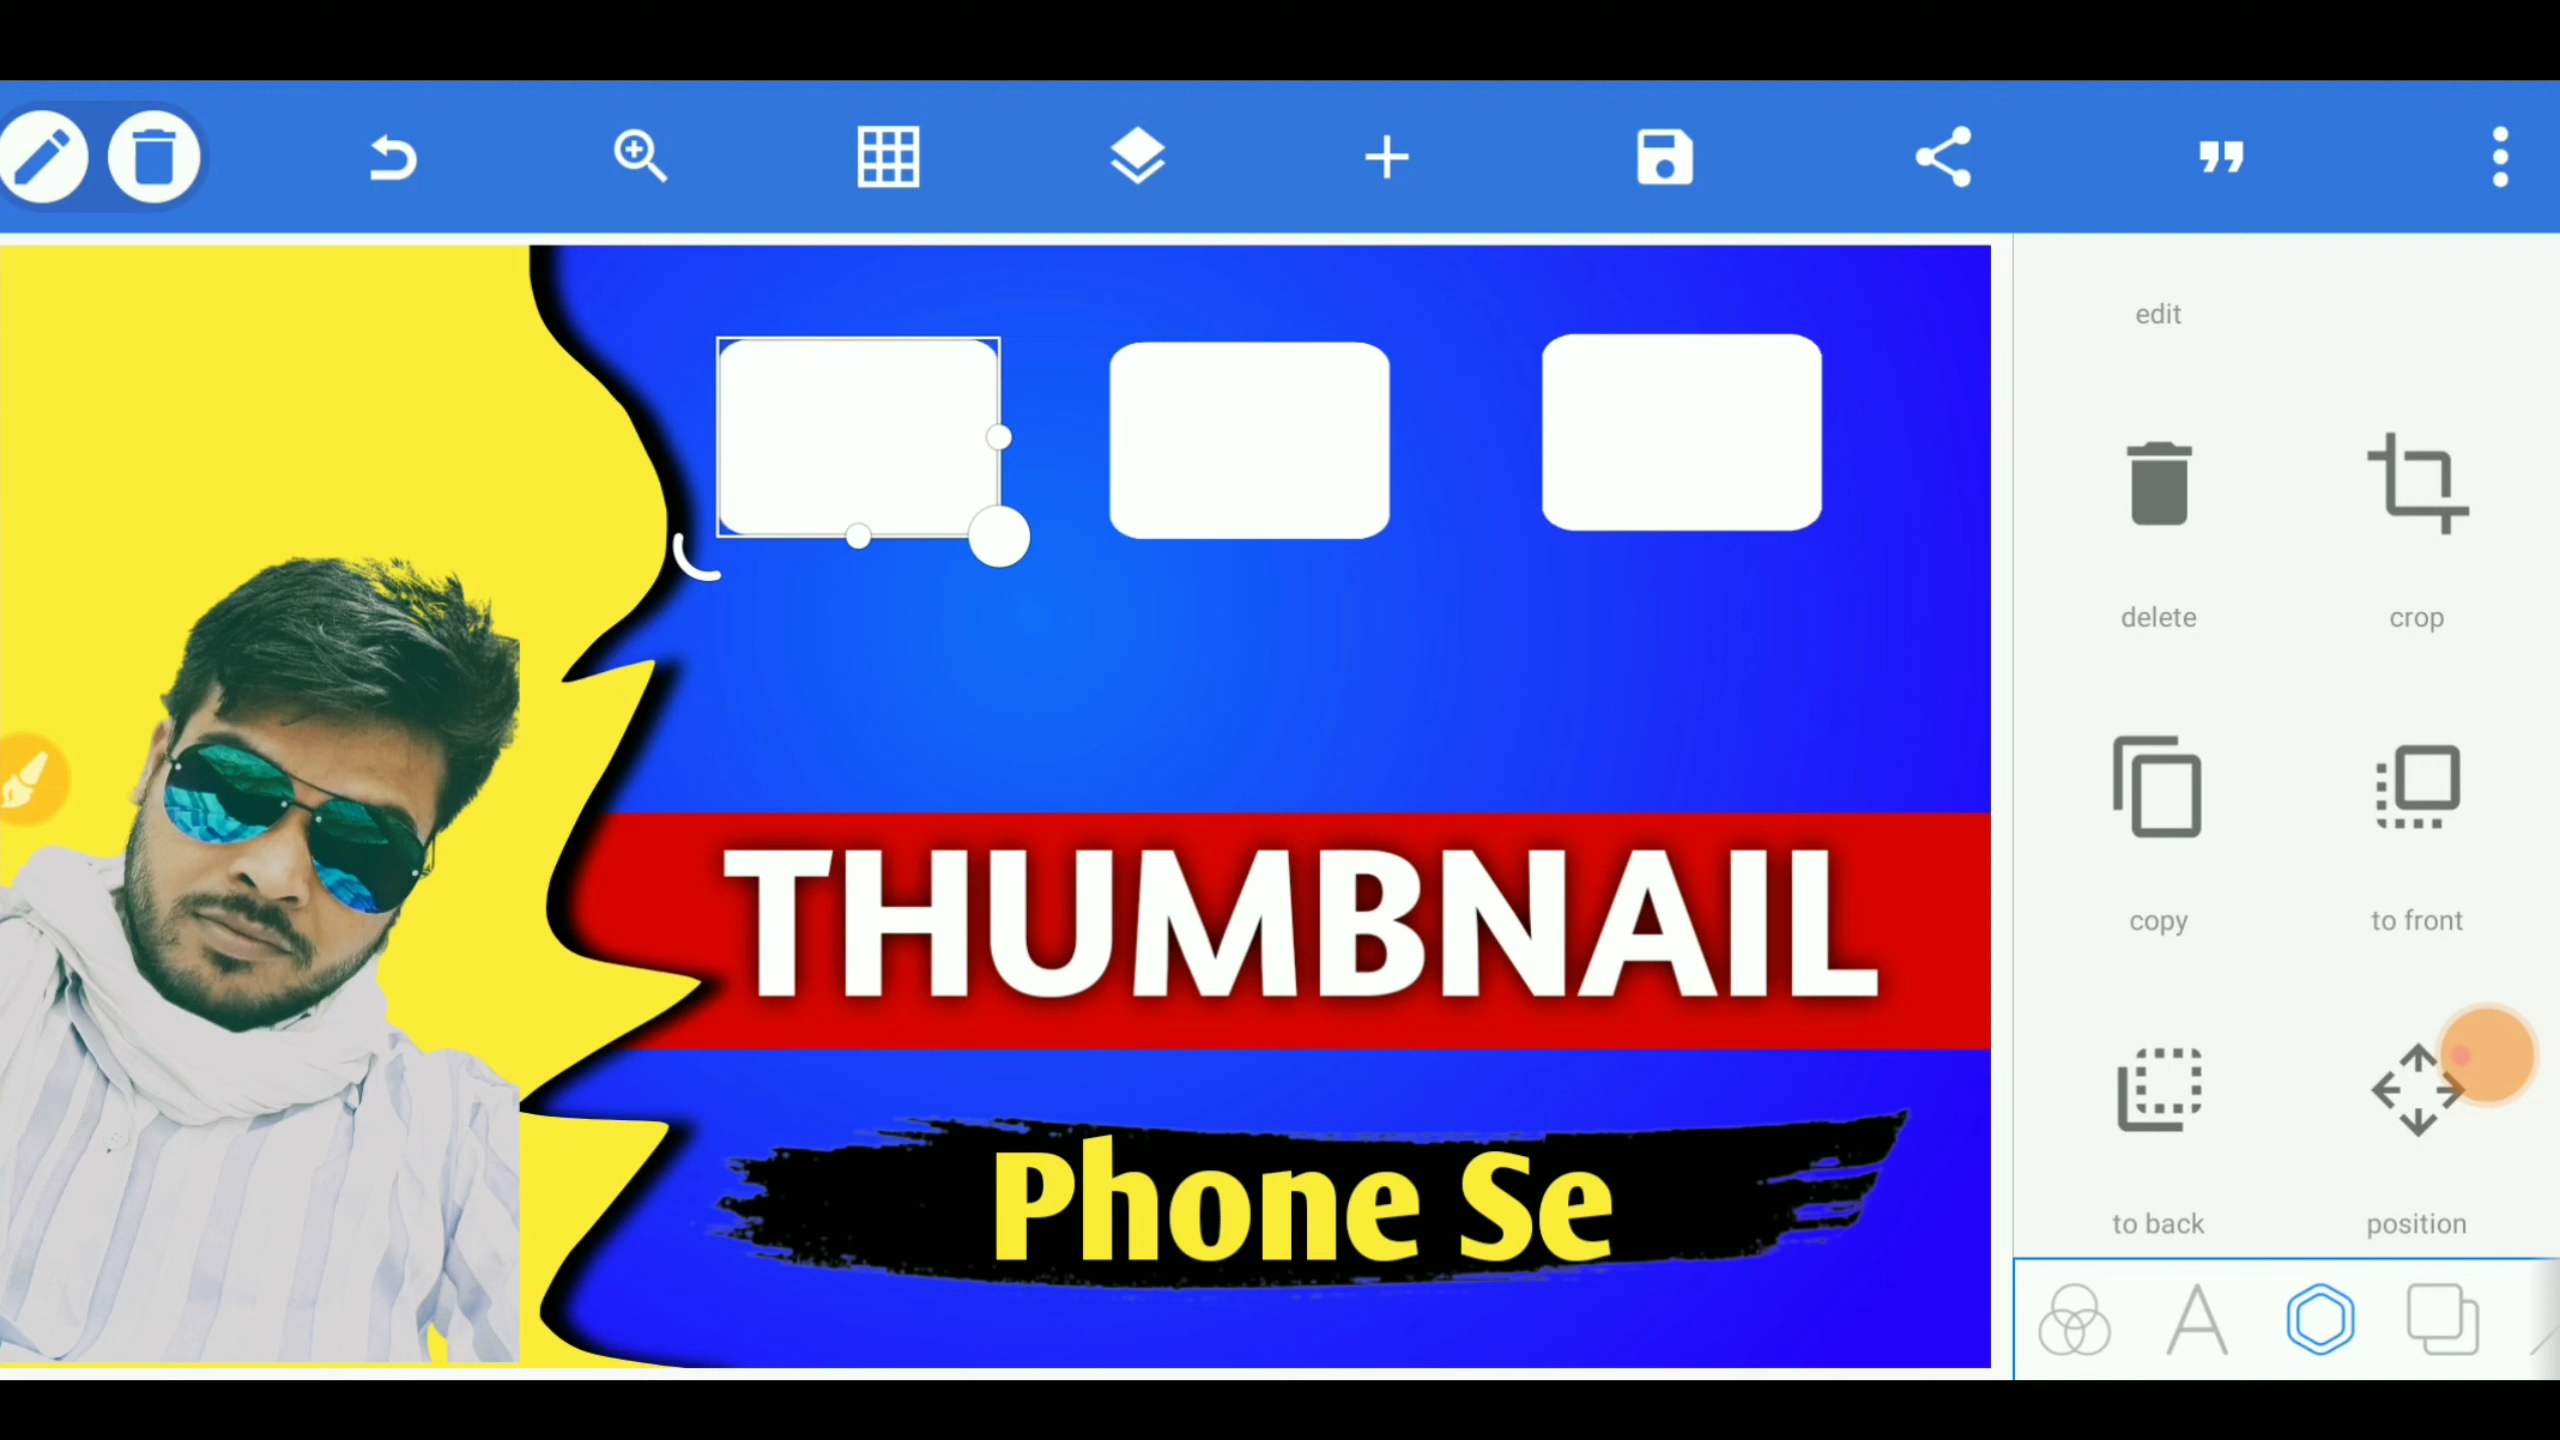 edit
delete
crop
copy
to front
to back
position
THUMBNAIL
Phone Se